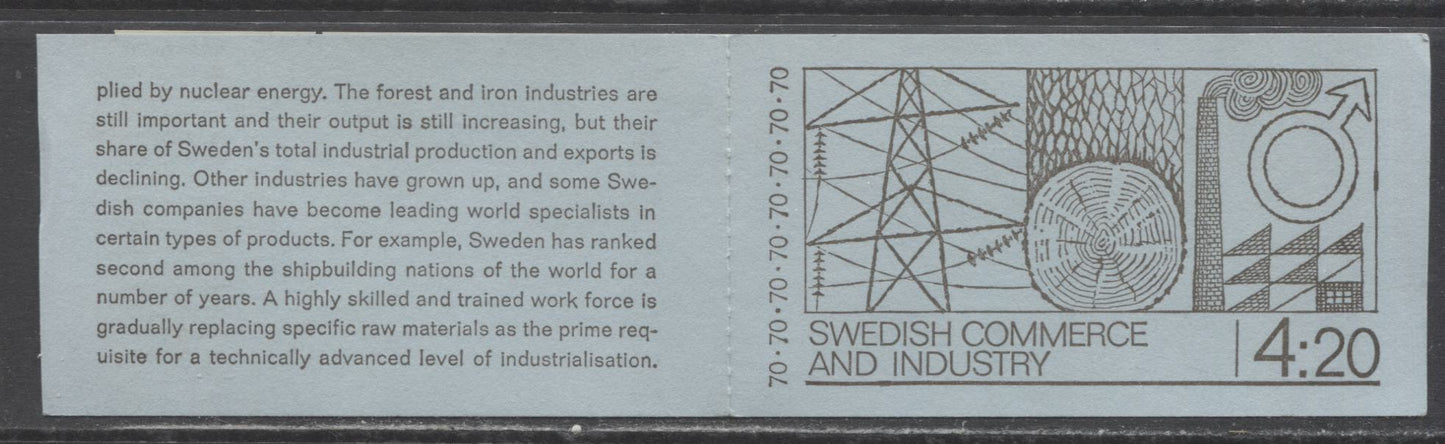 plied by nuclear energy. The forest and iron industries are
still important and their output is still increasing, but their
share of Sweden's total industrial production and exports is
declining. Other industries have grown up, and some Swe-
dish companies have become leading world specialists in
certain types of products. For example, Sweden has ranked
second among the shipbuilding nations of the world for a
number of years. A highly skilled and trained work force is
gradually replacing specific raw materials as the prime req-
uisite for a technically advanced level of industrialisation.
70·70·70·70·70·70·70·70
SWEDISH COMMERCE
AND INDUSTRY
4:20